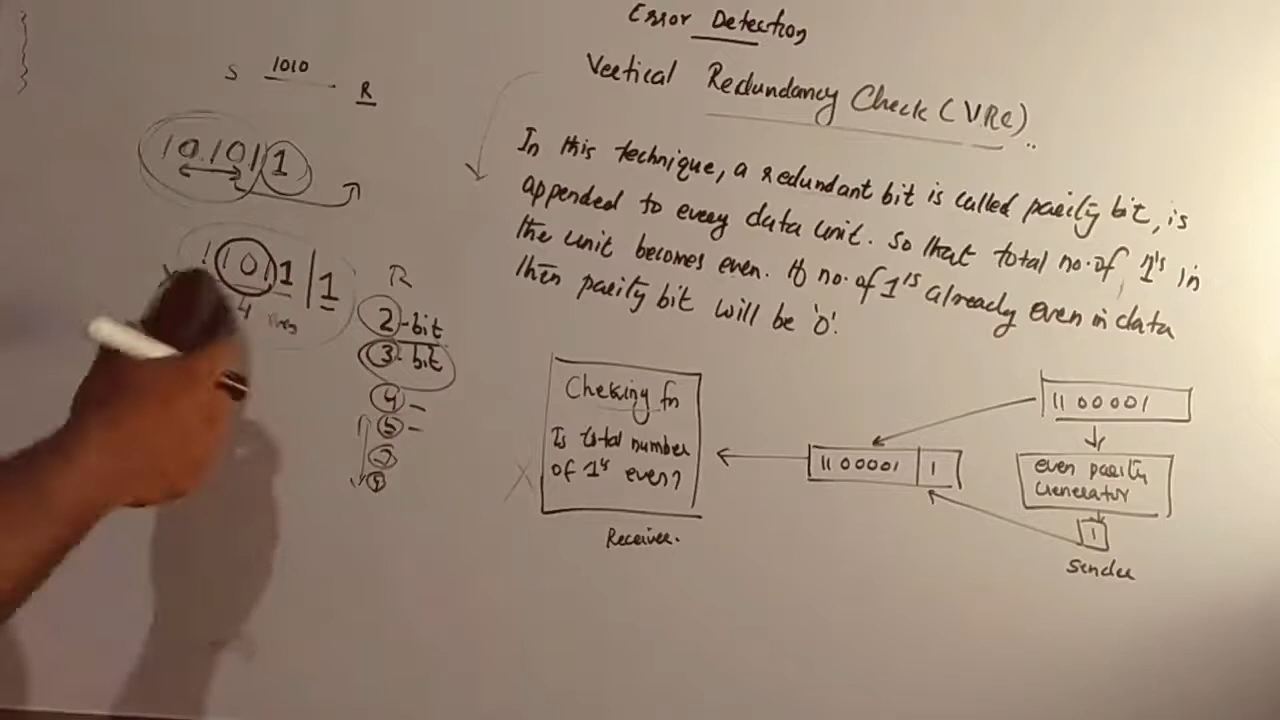 Error Detection
Vertical Redundancy Check (VRC)
In this technique, a redundant bit is called parity bit, is
appended to every data unit. So that total no. of 1's in
the unit becomes even. If no. of 1's already even in data
then parity bit will be '0'.
S 1010 R
101011
1 1011 | 1
4
R
2-bit
3-bit
4 -
5 -
Cheking fn
Is total number
of 1's even?
Receiver.
1100001 1
1100001
even parity
Generator
1
Sender